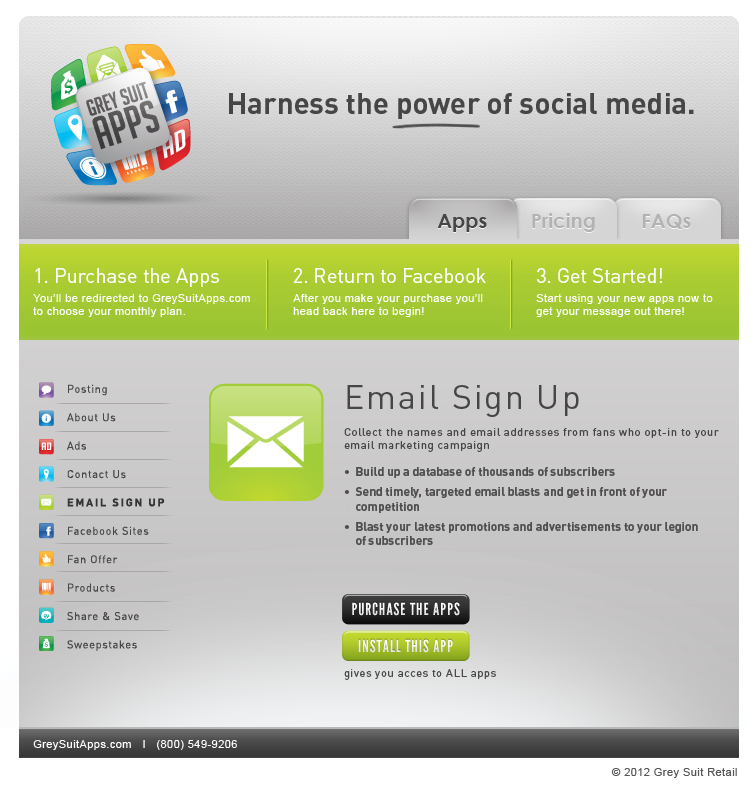 GREY SUIT
APPS
AD
Harness the power of social media.
Apps
Pricing
FAQs
1. Purchase the Apps
You'll be redirected to GreySuitApps.com
to choose your monthly plan.
2. Return to Facebook
After you make your purchase you'll
head back here to begin!
3. Get Started!
Start using your new apps now to
get your message out there!
Posting
About Us
AD Ads
Contact Us
EMAIL SIGN UP
Facebook Sites
Fan Offer
Products
Share & Save
Sweepstakes
Email Sign Up
Collect the names and email addresses from fans who opt-in to your
email marketing campaign
• Build up a database of thousands of subscribers
• Send timely, targeted email blasts and get in front of your
competition
• Blast your latest promotions and advertisements to your legion
of subscribers
PURCHASE THE APPS
INSTALL THIS APP
gives you acces to ALL apps
GreySuitApps.com | (800) 549-9206
© 2012 Grey Suit Retail